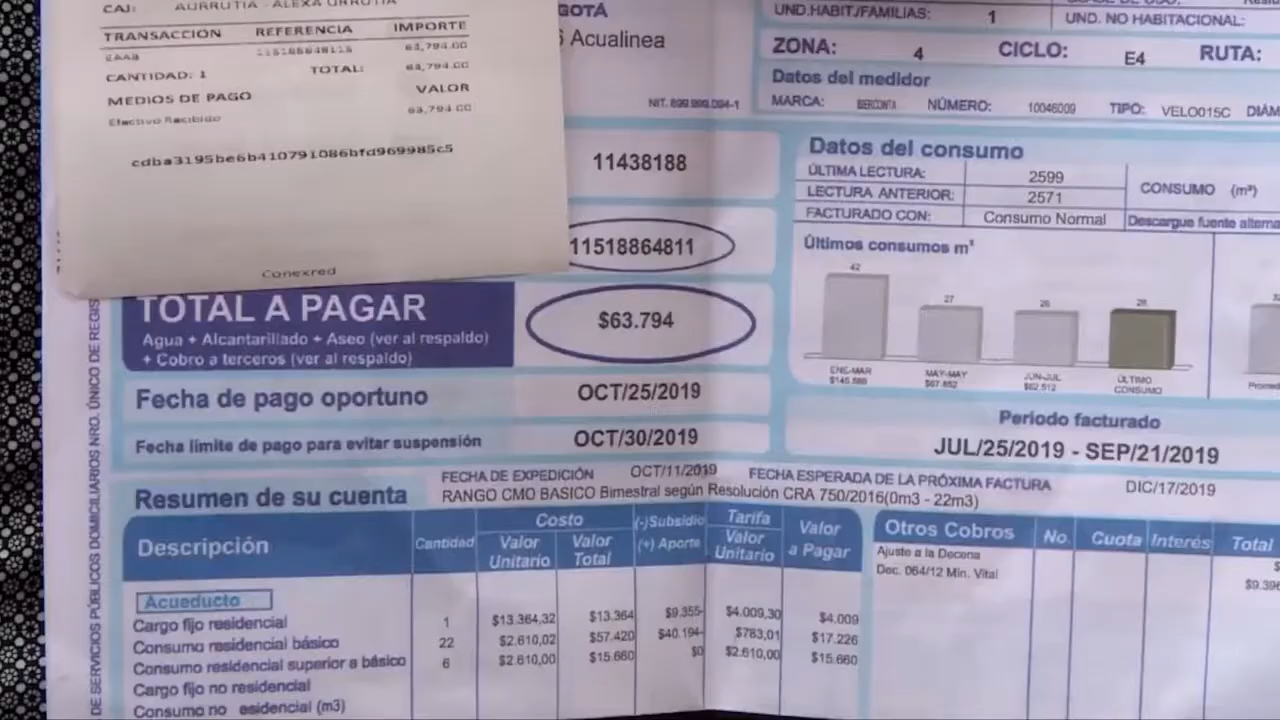 CAJ: AURRUTIA - ALEXA URRUTIA
TRANSACCIÓN REFERENCIA IMPORTE
EAAB 63,794.00
CANTIDAD: 1 TOTAL: 63,794.00
MEDIOS DE PAGO VALOR
Efectivo Recibido 63,794.00
cdba3195be6b410791086bfd969985c5
Conexred
GOTÁ
6 Acualinea
NIT. 899.999.094-1
UND.HABIT/FAMILIAS: 1 UND. NO HABITACIONAL:
ZONA: 4 CICLO: E4 RUTA:
Datos del medidor
MARCA: NÚMERO: 10046009 TIPO: VELO015C
11438188
11518864811
TOTAL A PAGAR
Agua + Alcantarillado + Aseo (ver al respaldo)
+ Cobro a terceros (ver al respaldo)
$63.794
Fecha de pago oportuno OCT/25/2019
Fecha límite de pago para evitar suspensión OCT/30/2019
Datos del consumo
ÚLTIMA LECTURA: 2599
LECTURA ANTERIOR: 2571
FACTURADO CON: Consumo Normal
CONSUMO (m³)
Descargue fuente alterna
Últimos consumos m³
42
27
26
28
ENE-MAR
MAY-MAY
JUN-JUL
ÚLTIMO
CONSUMO
$67.852
$62.512
Periodo facturado
JUL/25/2019 - SEP/21/2019
FECHA DE EXPEDICIÓN OCT/11/2019 FECHA ESPERADA DE LA PRÓXIMA FACTURA DIC/17/2019
Resumen de su cuenta
RANGO CMO BASICO Bimestral según Resolución CRA 750/2016(0m3 - 22m3)
Descripción
Cantidad
Costo
Valor
Unitario
Valor
Total
(-)Subsidio
(+) Aporte
Tarifa
Valor
Unitario
Valor
a Pagar
Acueducto
Cargo fijo residencial 1 $13.364,32 $13.364 $9.355- $4.009,30 $4.009
Consumo residencial básico 22 $2.610,02 $57.420 $40.194- $783,01 $17.226
Consumo residencial superior a básico 6 $2.610,00 $15.660 $0 $2.610,00 $15.660
Cargo fijo no residencial
Consumo no esidencial (m3)
Otros Cobros No. Cuota Interés Total
Ajuste a la Decena $
Dec. 064/12 Min. Vital $9.396
DE SERVICIOS PÚBLICOS DOMICILIARIOS NRO. ÚNICO DE REGIS